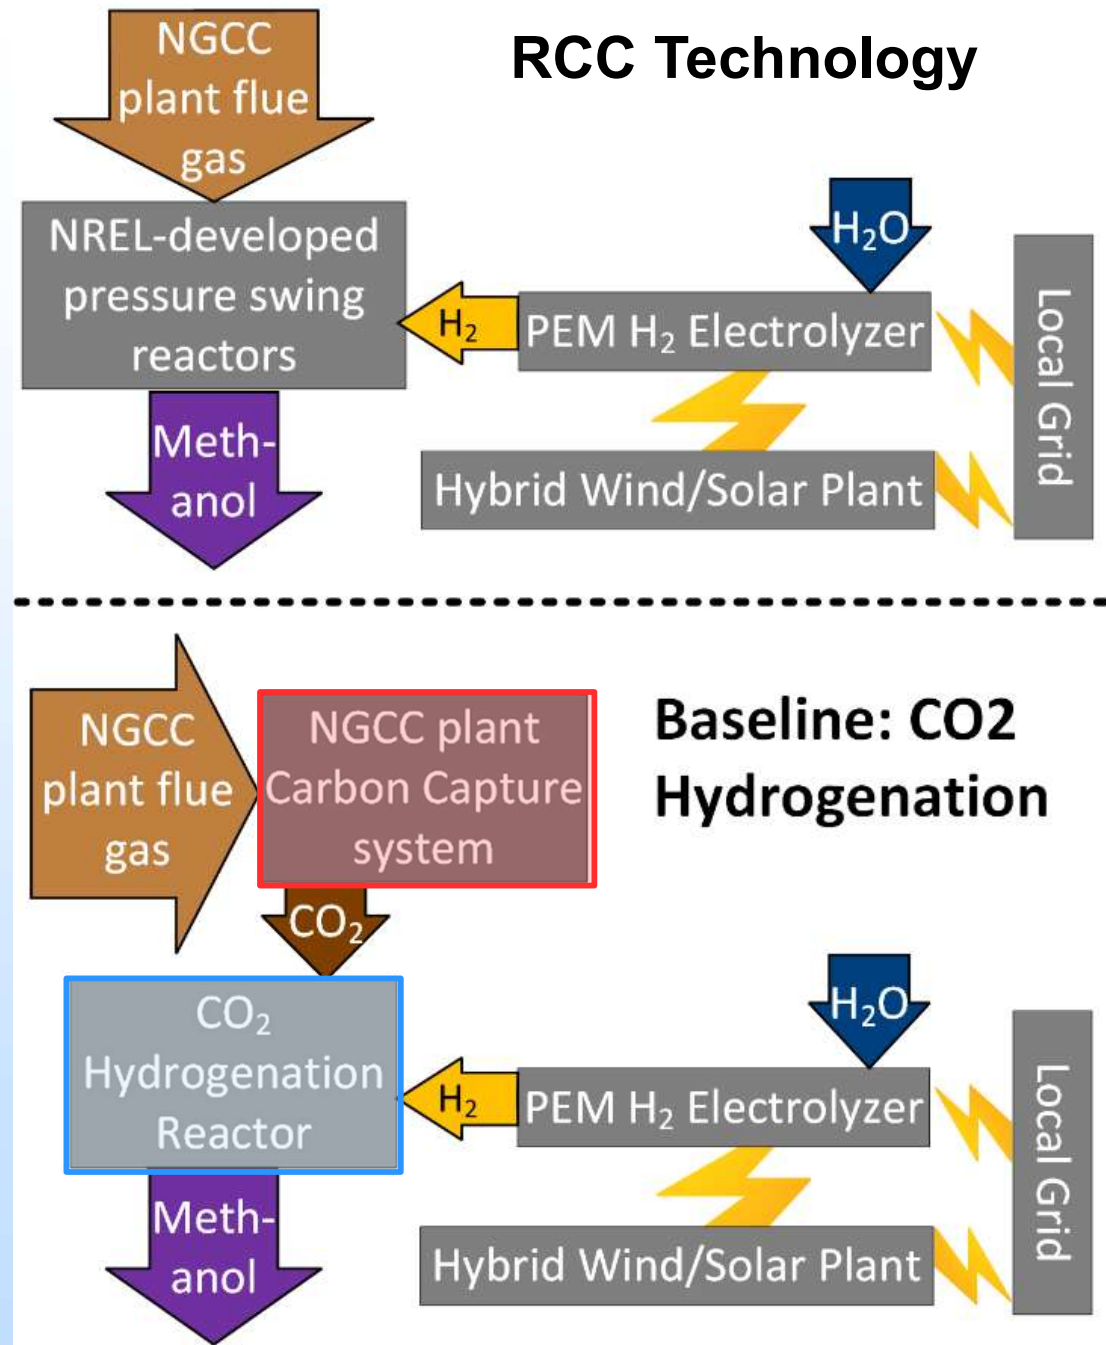 RCC Technology
NGCC
plant flue
gas
NREL-developed
pressure swing
reactors
H₂O
H₂
PEM H₂ Electrolyzer
Local Grid
Meth-
anol
Hybrid Wind/Solar Plant
Baseline: CO2
Hydrogenation
NGCC
plant flue
gas
NGCC plant
Carbon Capture
system
CO₂
CO₂
Hydrogenation
Reactor
H₂O
H₂
PEM H₂ Electrolyzer
Local Grid
Meth-
anol
Hybrid Wind/Solar Plant